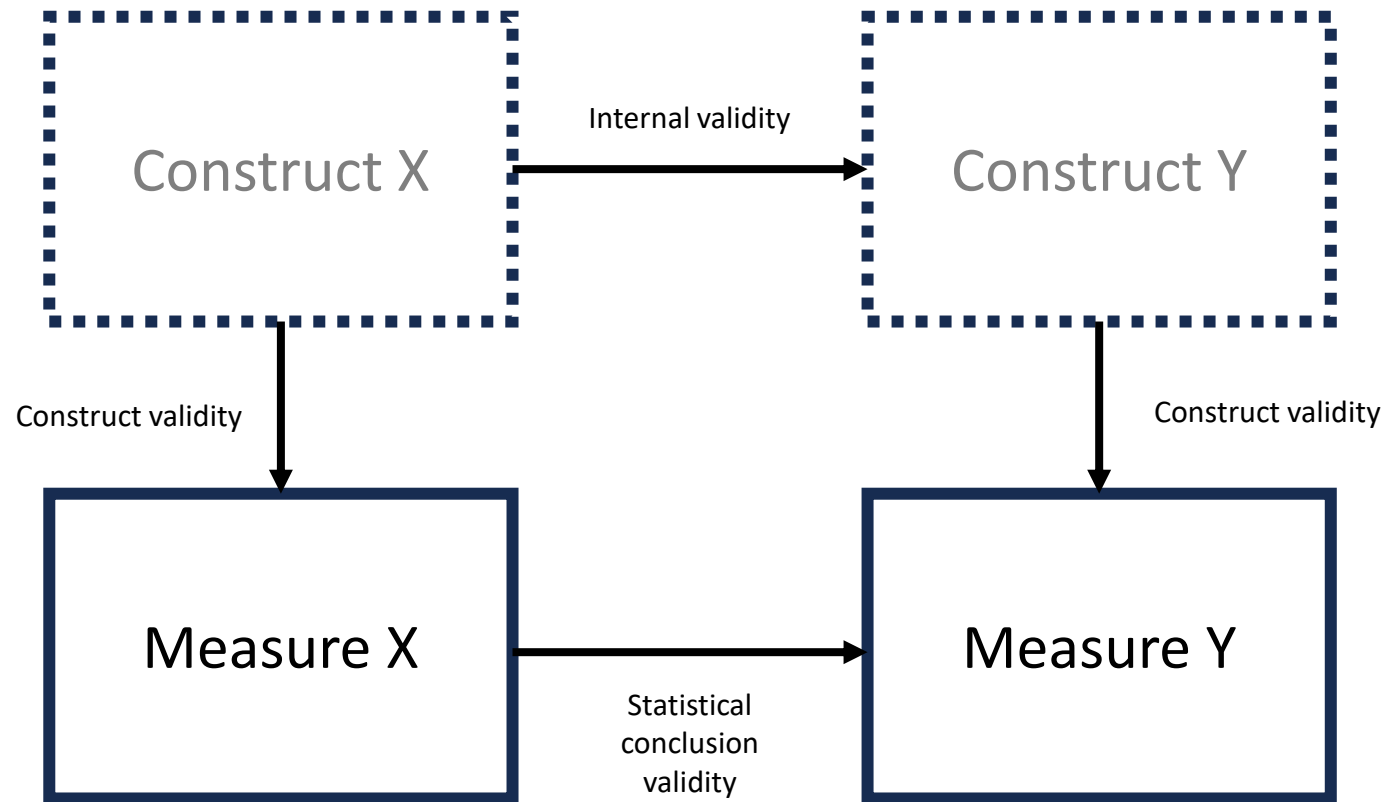 Internal validity
Construct X
Construct Y
Construct validity
Construct validity
Measure X
Measure Y
Statistical
conclusion
validity